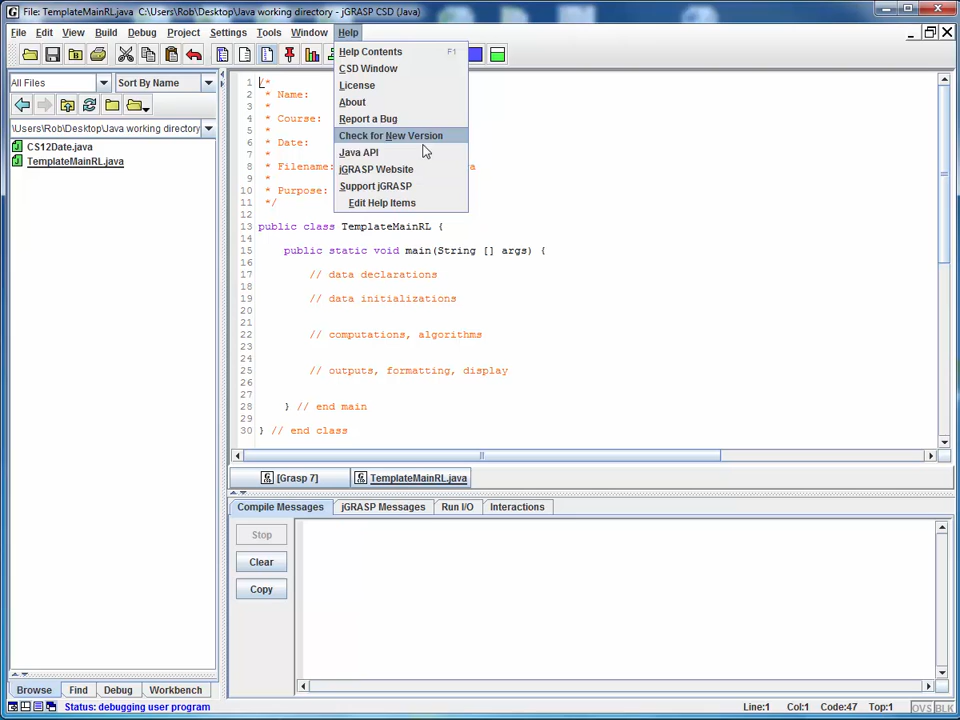 File: TemplateMainRL.java  C:\Users\Rob\Desktop\Java working directory - jGRASP CSD (Java)
File Edit View Build Debug Project Settings Tools Window Help
Help Contents F1
CSD Window
License
About
Report a Bug
Check for New Version
Java API
jGRASP Website
Support jGRASP
Edit Help Items
All Files Sort By Name
\Users\Rob\Desktop\Java working directory
CS12Date.java
TemplateMainRL.java
1 /*
2 * Name:
3 *
4 * Course:
5 *
6 * Date:
7 *
8 * Filename:
9 *
10 * Purpose:
11 */
12
13 public class TemplateMainRL {
14
15 public static void main(String [] args) {
16
17 // data declarations
18
19 // data initializations
20
21
22 // computations, algorithms
23
24
25 // outputs, formatting, display
26
27
28 } // end main
29
30 } // end class
[Grasp 7] TemplateMainRL.java
Compile Messages jGRASP Messages Run I/O Interactions
Stop
Clear
Copy
Browse Find Debug Workbench
Status: debugging user program Line:1 Col:1 Code:47 Top:1 OVS BLK